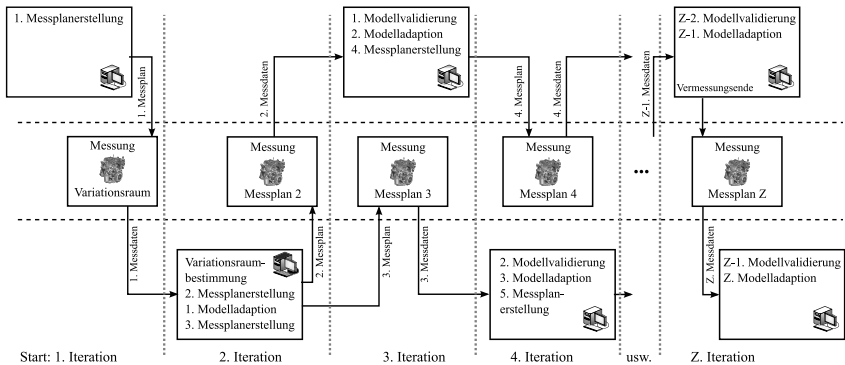 1. Messplanerstellung
1. Messplan
Messung
Variationsraum
1. Messdaten
Variationsraum-
bestimmung
2. Messplanerstellung
1. Modelladaption
3. Messplanerstellung
2. Messplan
Messung
Messplan 2
2. Messdaten
1. Modellvalidierung
2. Modelladaption
4. Messplanerstellung
3. Messplan
Messung
Messplan 3
3. Messdaten
4. Messplan
Messung
Messplan 4
4. Messdaten
2. Modellvalidierung
3. Modelladaption
5. Messplan-
erstellung
...
Z-1. Messdaten
Z-2. Modellvalidierung
Z-1. Modelladaption
Vermessungsende
Messung
Messplan Z
Z. Messdaten
Z-1. Modellvalidierung
Z. Modelladaption
Start: 1. Iteration
2. Iteration
3. Iteration
4. Iteration
usw.
Z. Iteration